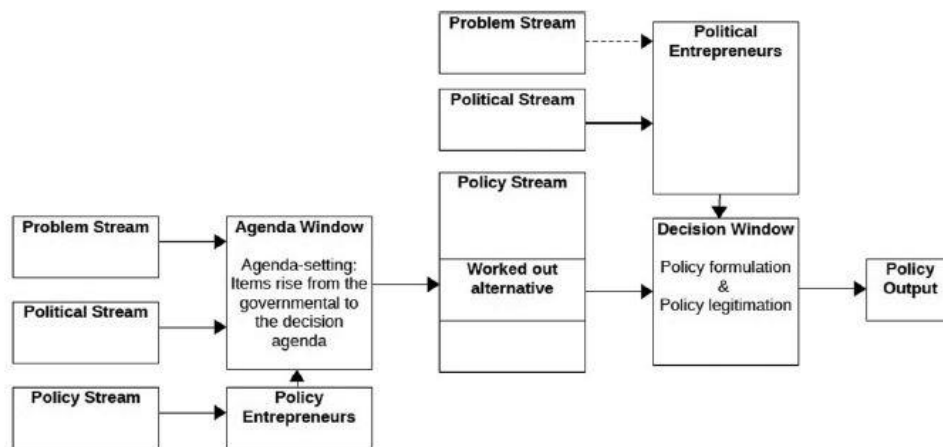 Problem Stream
Political
Entrepreneurs
Political Stream
Policy Stream
Problem Stream
Agenda Window
Decision Window
Agenda-setting:
Items rise from the
governmental to
the decision
agenda
Worked out
alternative
Policy formulation
&
Policy legitimation
Policy
Output
Political Stream
Policy Stream
Policy
Entrepreneurs